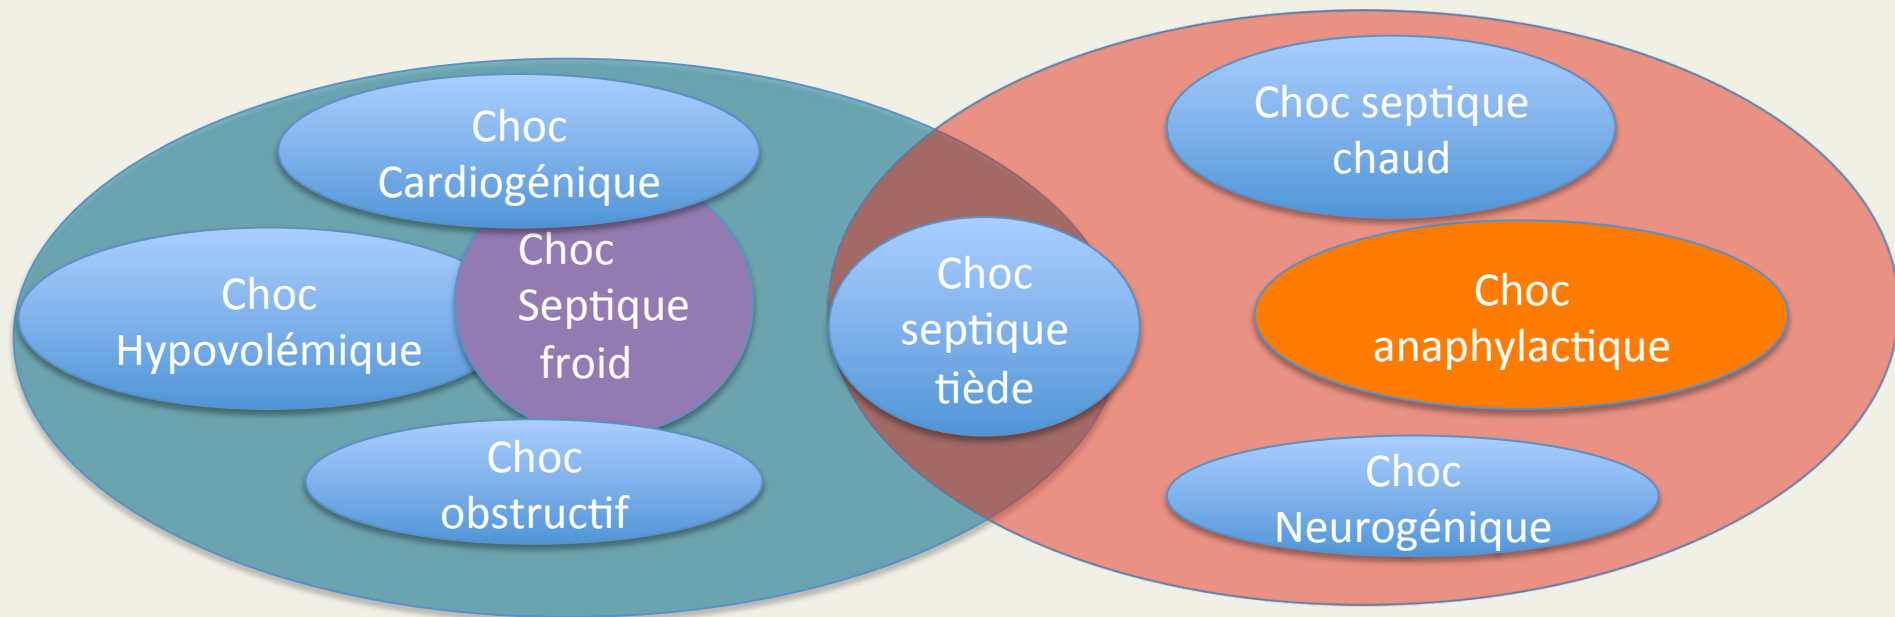 Choc
Cardiogénique
Choc
Hypovolémique
Choc
Septique
froid
Choc
obstructif
Choc
septique
tiède
Choc septique
chaud
Choc
anaphylactique
Choc
Neurogénique